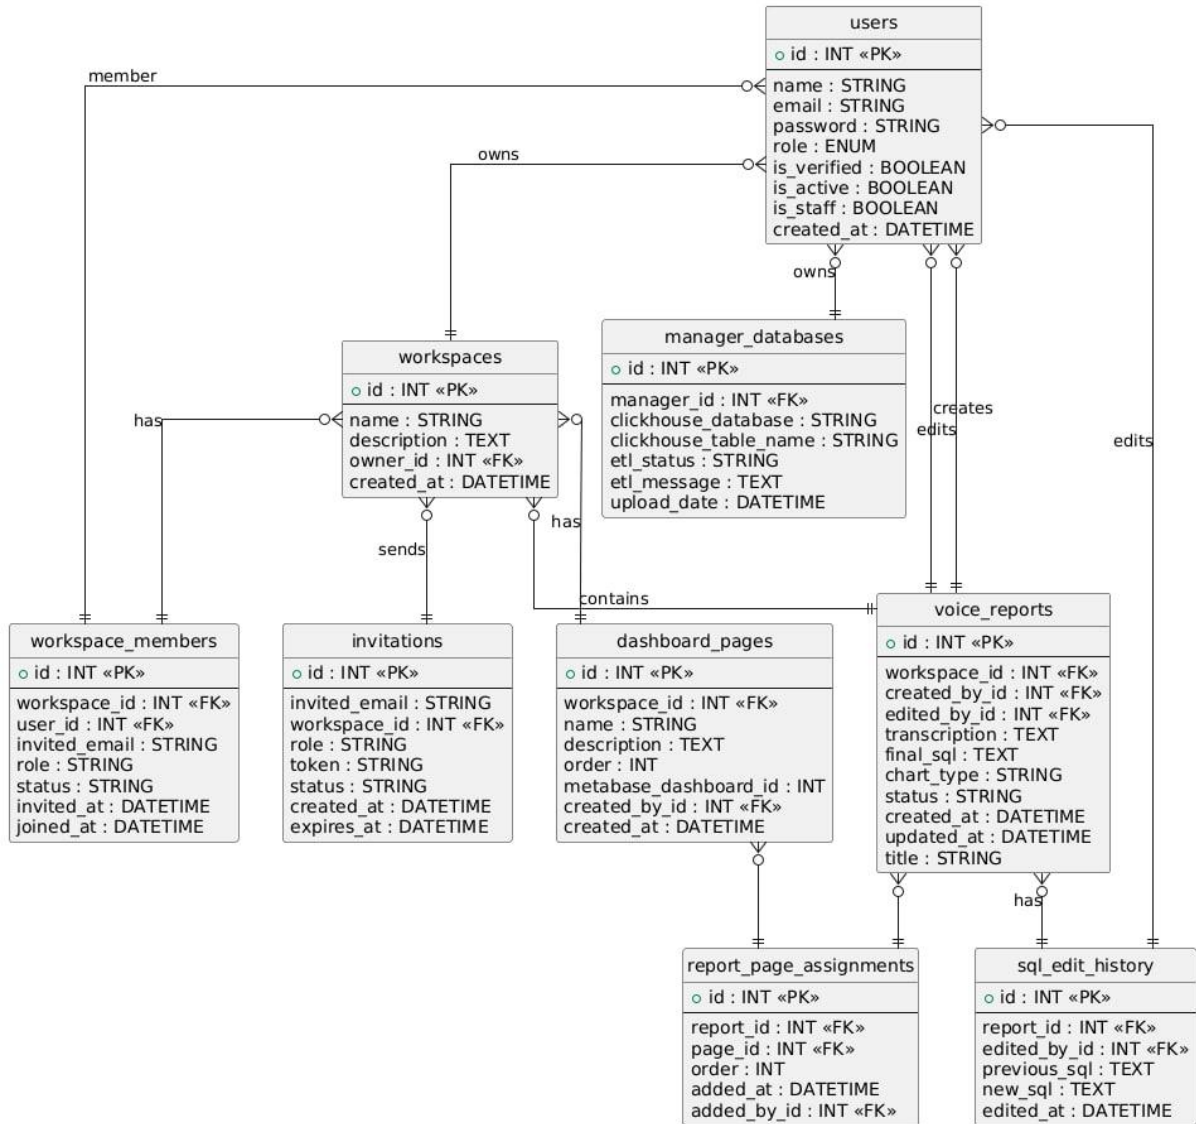 users
id : INT «PK»
name : STRING
email : STRING
password : STRING
role : ENUM
is_verified : BOOLEAN
is_active : BOOLEAN
is_staff : BOOLEAN
created_at : DATETIME
member
owns
owns
manager_databases
id : INT «PK»
manager_id : INT «FK»
clickhouse_database : STRING
clickhouse_table_name : STRING
etl_status : STRING
etl_message : TEXT
upload_date : DATETIME
workspaces
id : INT «PK»
name : STRING
description : TEXT
owner_id : INT «FK»
created_at : DATETIME
has
creates
edits
edits
has
sends
contains
workspace_members
id : INT «PK»
workspace_id : INT «FK»
user_id : INT «FK»
invited_email : STRING
role : STRING
status : STRING
invited_at : DATETIME
joined_at : DATETIME
invitations
id : INT «PK»
invited_email : STRING
workspace_id : INT «FK»
role : STRING
token : STRING
status : STRING
created_at : DATETIME
expires_at : DATETIME
dashboard_pages
id : INT «PK»
workspace_id : INT «FK»
name : STRING
description : TEXT
order : INT
metabase_dashboard_id : INT
created_by_id : INT «FK»
created_at : DATETIME
voice_reports
id : INT «PK»
workspace_id : INT «FK»
created_by_id : INT «FK»
edited_by_id : INT «FK»
transcription : TEXT
final_sql : TEXT
chart_type : STRING
status : STRING
created_at : DATETIME
updated_at : DATETIME
title : STRING
has
report_page_assignments
id : INT «PK»
report_id : INT «FK»
page_id : INT «FK»
order : INT
added_at : DATETIME
added_by_id : INT «FK»
sql_edit_history
id : INT «PK»
report_id : INT «FK»
edited_by_id : INT «FK»
previous_sql : TEXT
new_sql : TEXT
edited_at : DATETIME